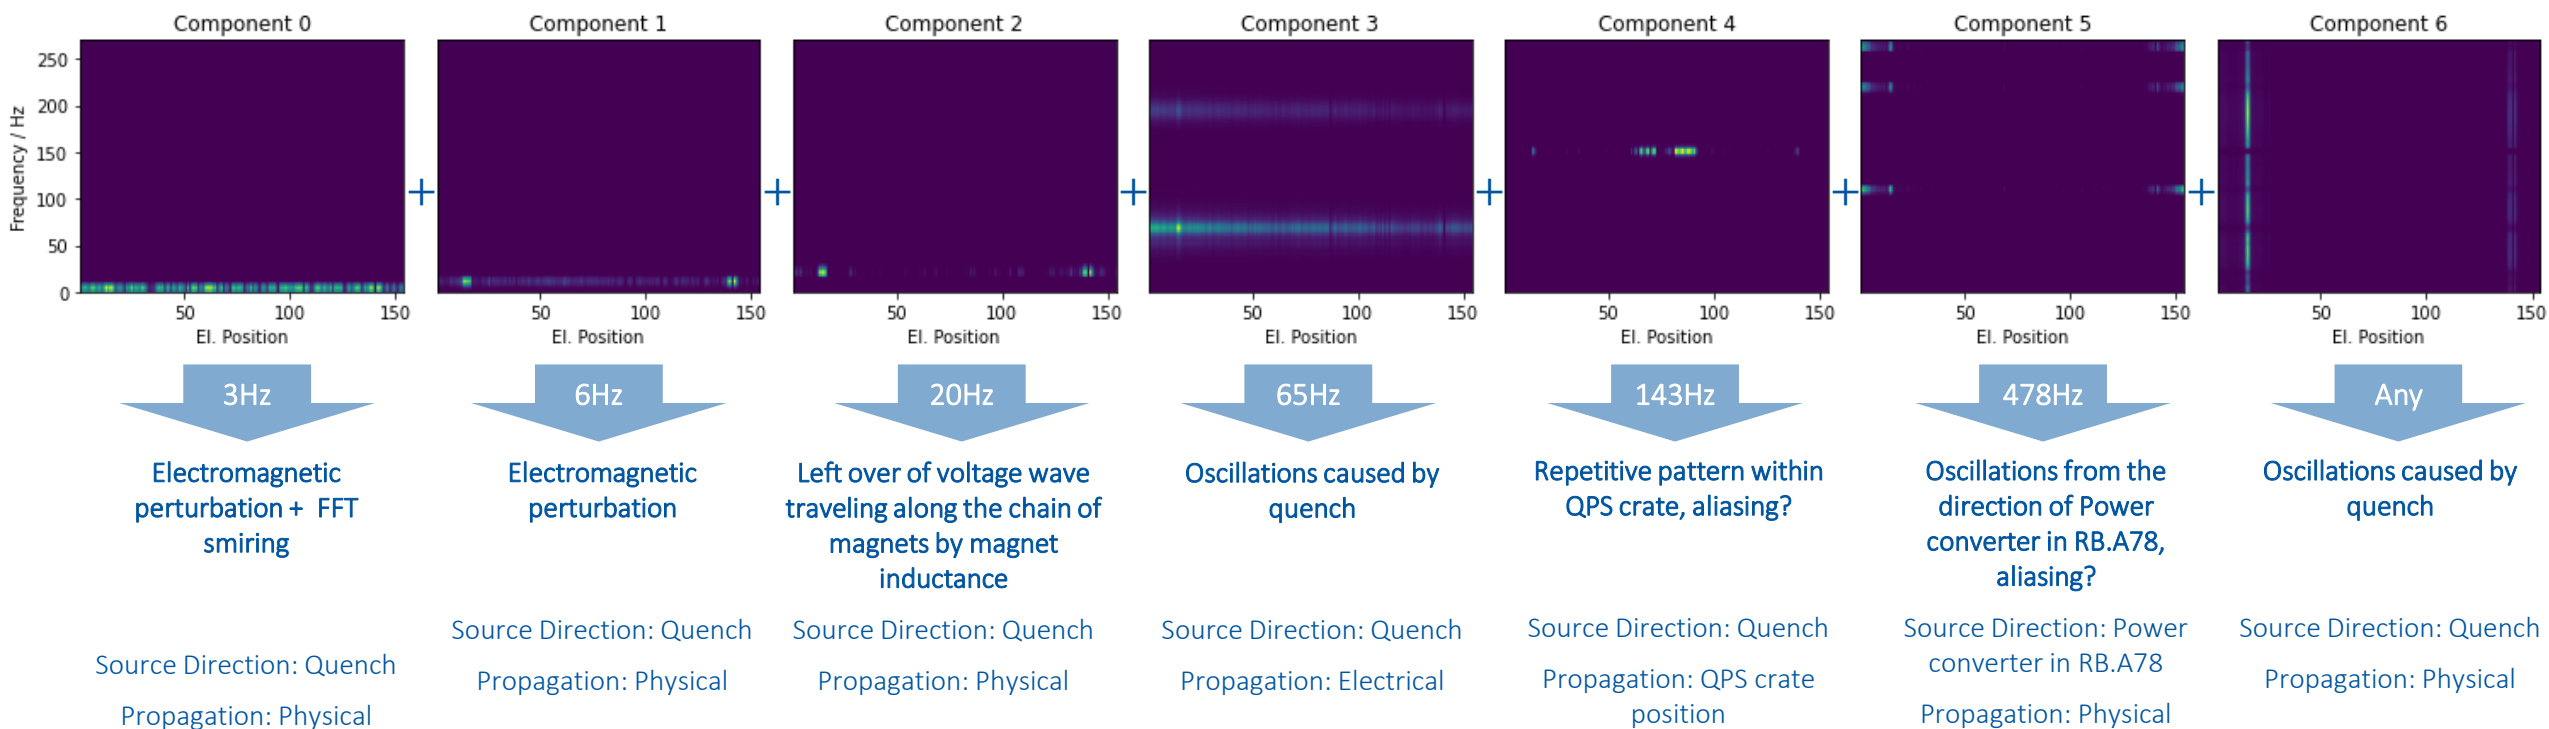 Component 0
Component 1
Component 2
Component 3
Component 4
Component 5
Component 6
Frequency / Hz
250
200
150
100
50
0
+
+
+
+
+
+
50 100 150
50 100 150
50 100 150
50 100 150
50 100 150
50 100 150
50 100 150
El. Position
El. Position
El. Position
El. Position
El. Position
El. Position
El. Position
3Hz
6Hz
20Hz
65Hz
143Hz
478Hz
Any
Electromagnetic
perturbation + FFT
smiring
Source Direction: Quench
Propagation: Physical
Electromagnetic
perturbation
Source Direction: Quench
Propagation: Physical
Left over of voltage wave
traveling along the chain of
magnets by magnet
inductance
Source Direction: Quench
Propagation: Physical
Oscillations caused by
quench
Source Direction: Quench
Propagation: Electrical
Repetitive pattern within
QPS crate, aliasing?
Source Direction: Quench
Propagation: QPS crate
position
Oscillations from the
direction of Power
converter in RB.A78,
aliasing?
Source Direction: Power
converter in RB.A78
Propagation: Physical
Oscillations caused by
quench
Source Direction: Quench
Propagation: Physical